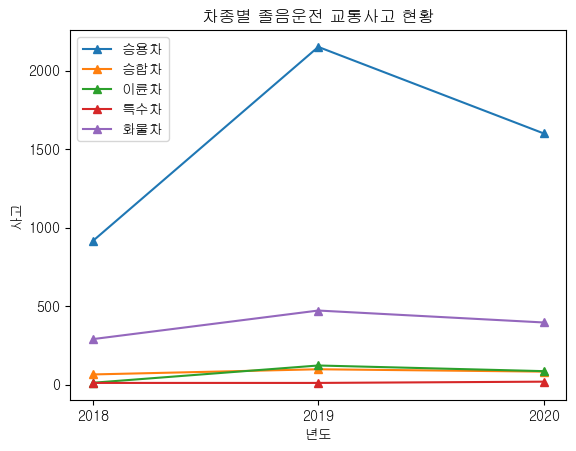 차종별 졸음운전 교통사고 현황
승용차
승합차
이륜차
특수차
화물차
2000
1500
1000
500
0
사고
2018
2019
2020
년도